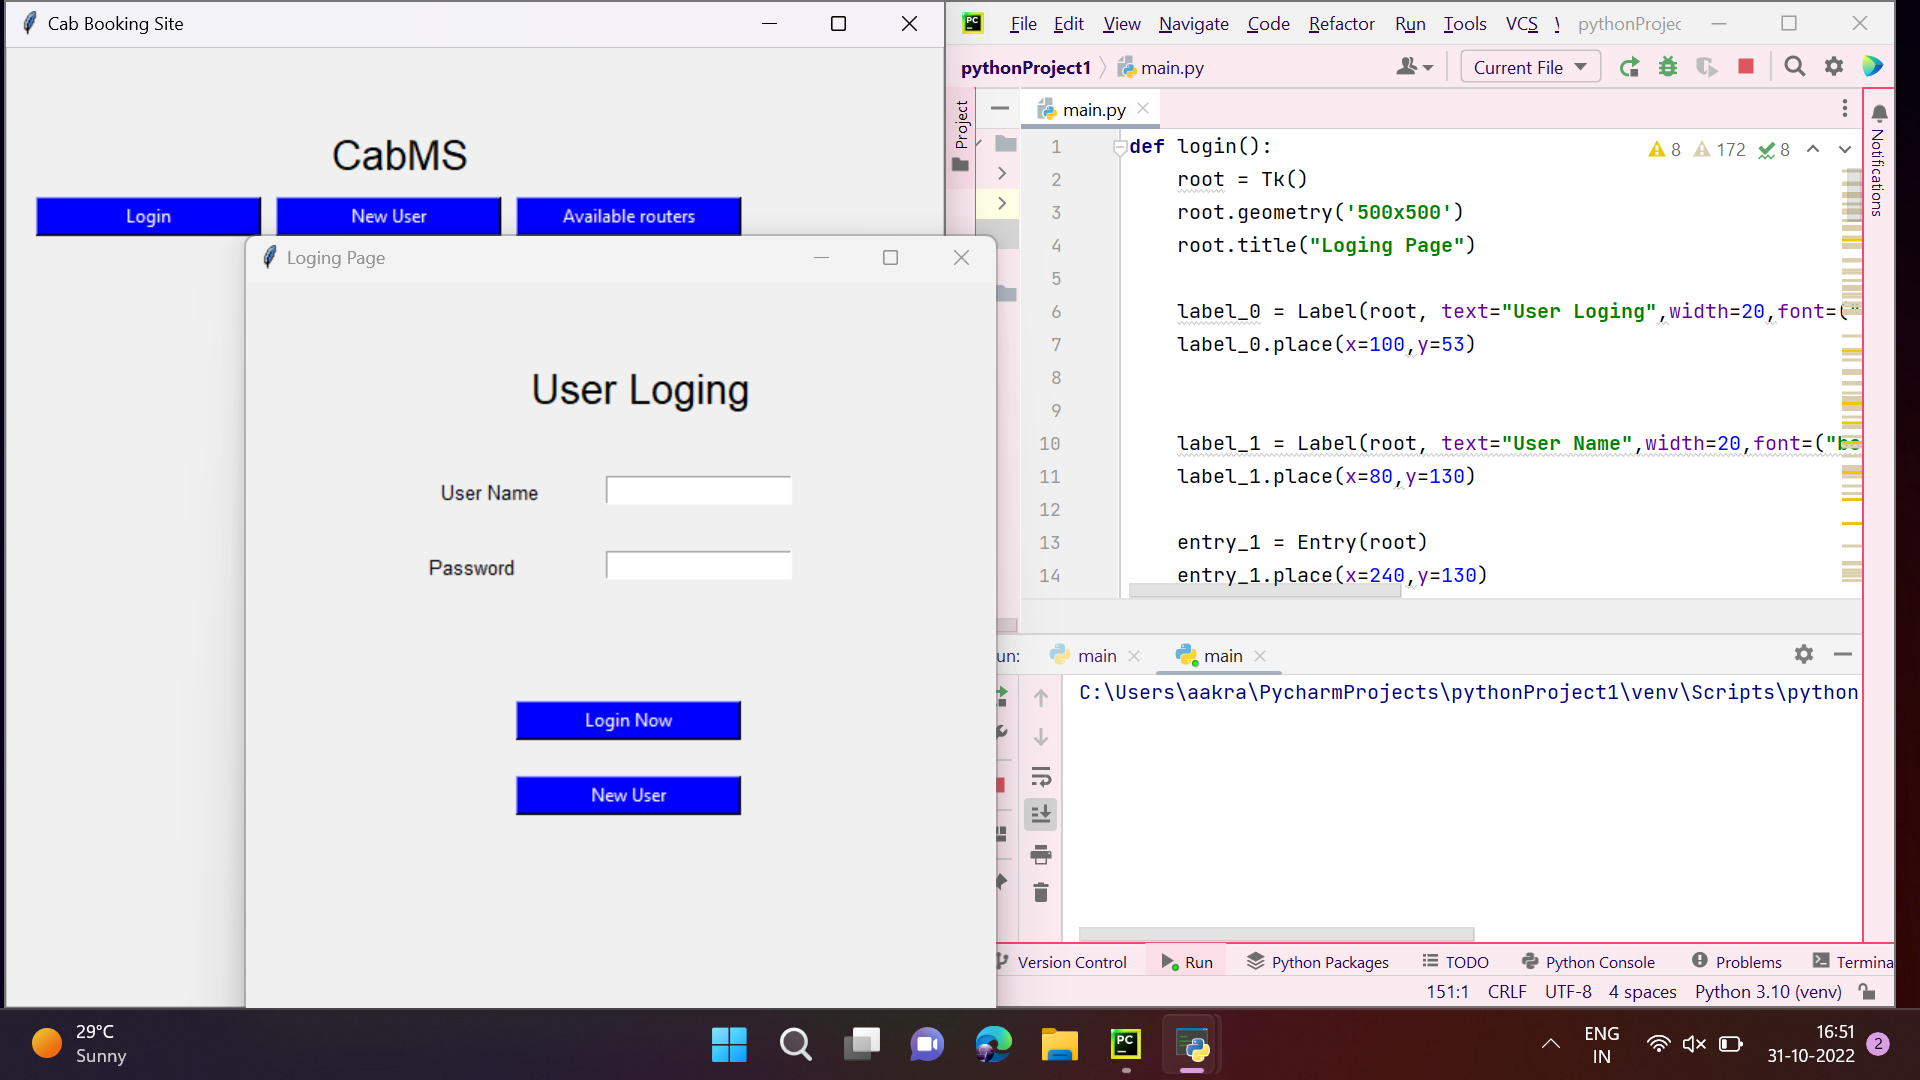 Cab Booking Site
CabMS
Login
New User
Available routers
Loging Page
User Loging
User Name
Password
Login Now
New User
PC
File Edit View Navigate Code Refactor Run Tools VCS pythonProjec
pythonProject1 main.py
Current File
Project
main.py
Notifications
8 172 8
1 def login():
2 root = Tk()
3 root.geometry('500x500')
4 root.title("Loging Page")
5
6 label_0 = Label(root, text="User Loging",width=20,font=("
7 label_0.place(x=100,y=53)
8
9
10 label_1 = Label(root, text="User Name",width=20,font=("bo
11 label_1.place(x=80,y=130)
12
13 entry_1 = Entry(root)
14 entry_1.place(x=240,y=130)
un: main main
C:\Users\aakra\PycharmProjects\pythonProject1\venv\Scripts\python
Version Control Run Python Packages TODO Python Console Problems Termina
151:1 CRLF UTF-8 4 spaces Python 3.10 (venv)
29°C
Sunny
PC
ENG
IN
16:51
31-10-2022
2